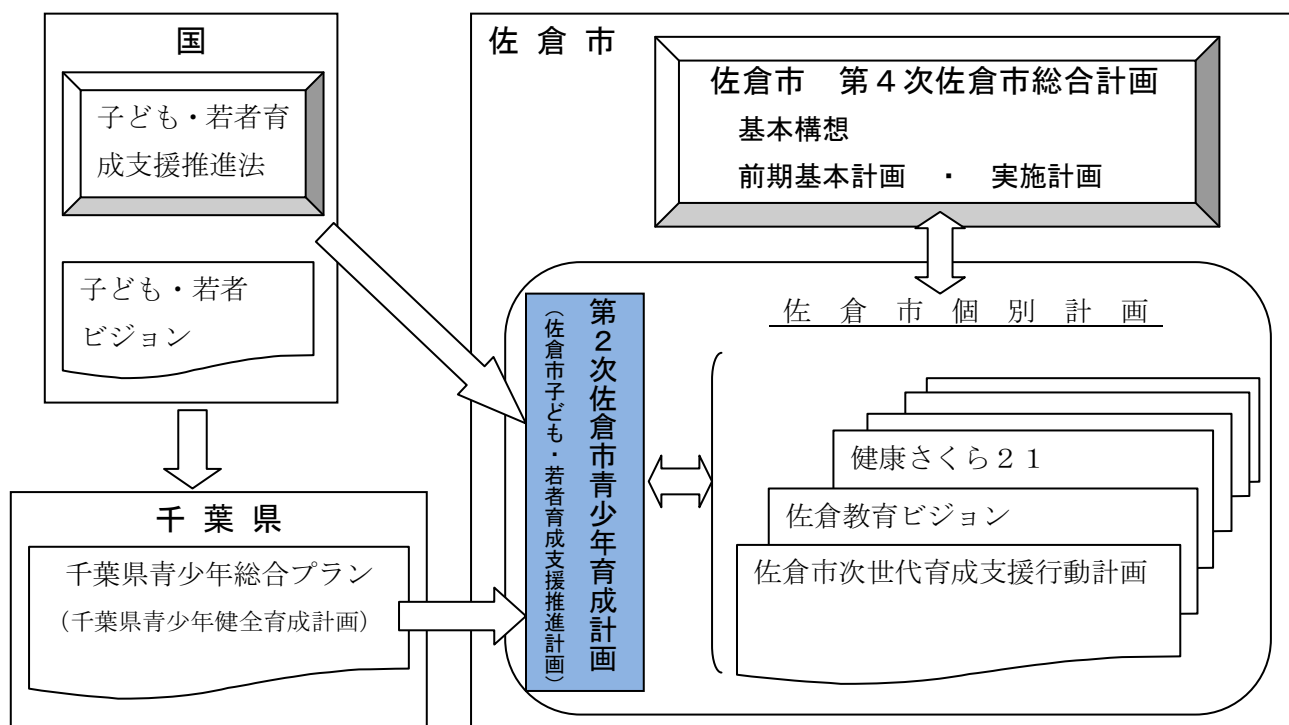 国
子ども・若者育
成支援推進法
子ども・若者
ビジョン
千葉県
千葉県青少年総合プラン
（千葉県青少年健全育成計画）
佐倉市
佐倉市　第４次佐倉市総合計画
基本構想
前期基本計画　・　実施計画
第２次佐倉市青少年育成計画
（佐倉市子ども・若者育成支援推進計画）
佐倉市個別計画
健康さくら２１
佐倉教育ビジョン
佐倉市次世代育成支援行動計画